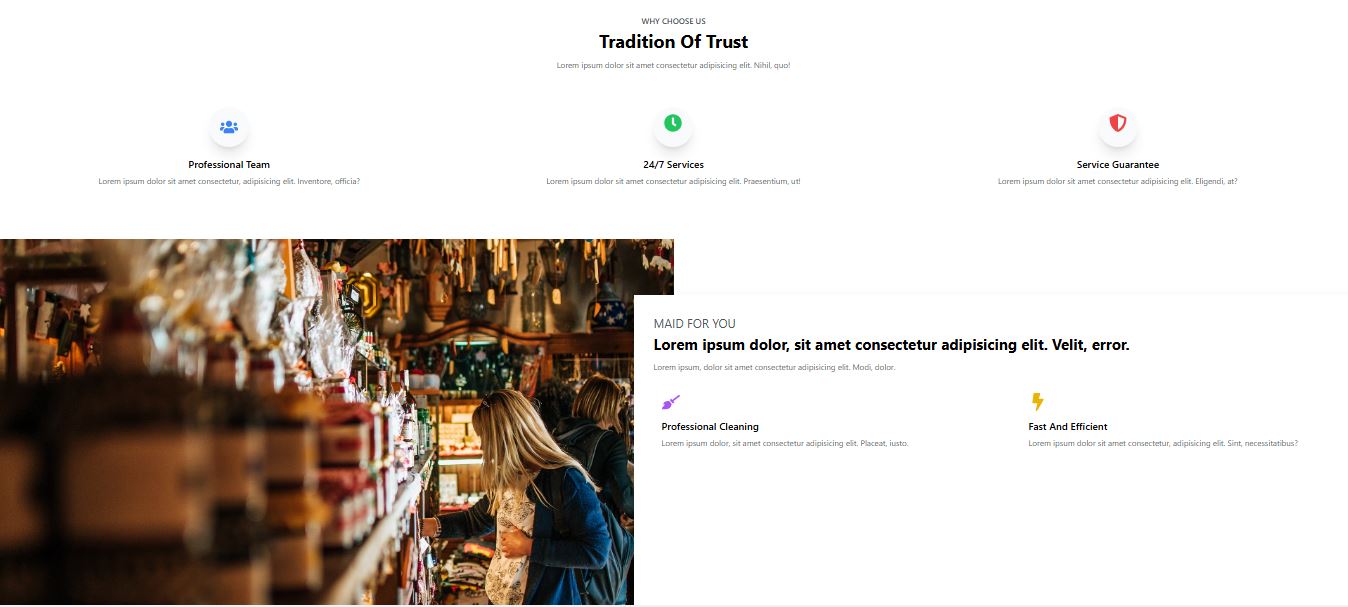 WHY CHOOSE US
Tradition Of Trust
Lorem ipsum dolor sit amet consectetur adipisicing elit. Nihil, quo!
Professional Team
Lorem ipsum dolor sit amet consectetur, adipisicing elit. Inventore, officia?
24/7 Services
Lorem ipsum dolor sit amet consectetur adipisicing elit. Praesentium, ut!
Service Guarantee
Lorem ipsum dolor sit amet consectetur adipisicing elit. Eligendi, at?
MAID FOR YOU
Lorem ipsum dolor, sit amet consectetur adipisicing elit. Velit, error.
Lorem ipsum, dolor sit amet consectetur adipisicing elit. Modi, dolor.
Professional Cleaning
Lorem ipsum dolor, sit amet consectetur adipisicing elit. Placeat, iusto.
Fast And Efficient
Lorem ipsum dolor sit amet consectetur, adipisicing elit. Sint, necessitatibus?